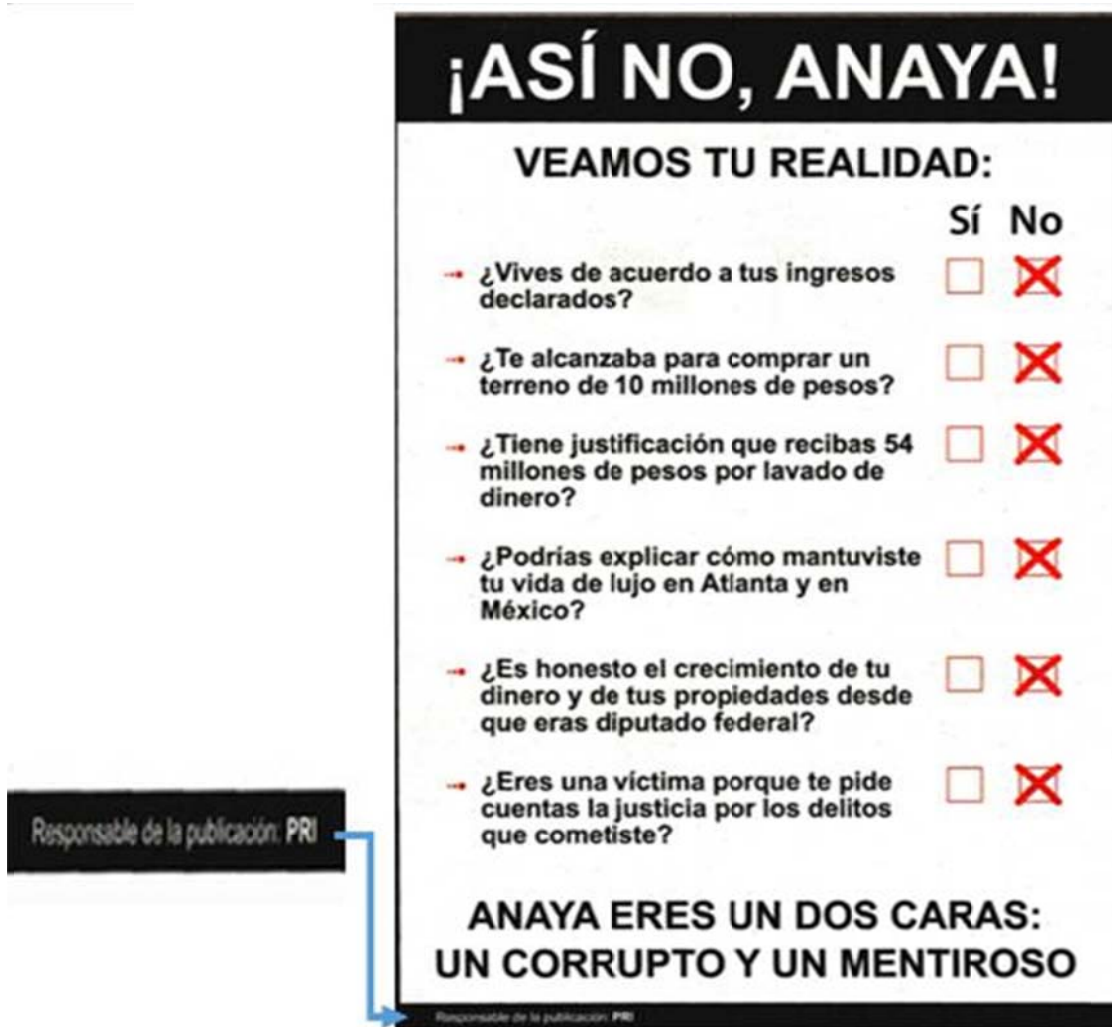 ¡ASÍ NO, ANAYA!
VEAMOS TU REALIDAD:
Sí No
¿Vives de acuerdo a tus ingresos
declarados?
¿Te alcanzaba para comprar un
terreno de 10 millones de pesos?
¿Tiene justificación que recibas 54
millones de pesos por lavado de
dinero?
¿Podrías explicar cómo mantuviste
tu vida de lujo en Atlanta y en
México?
¿Es honesto el crecimiento de tu
dinero y de tus propiedades desde
que eras diputado federal?
¿Eres una víctima porque te pide
cuentas la justicia por los delitos
que cometiste?
ANAYA ERES UN DOS CARAS:
UN CORRUPTO Y UN MENTIROSO
Responsable de la publicación: PRI
Responsable de la publicación: PRI